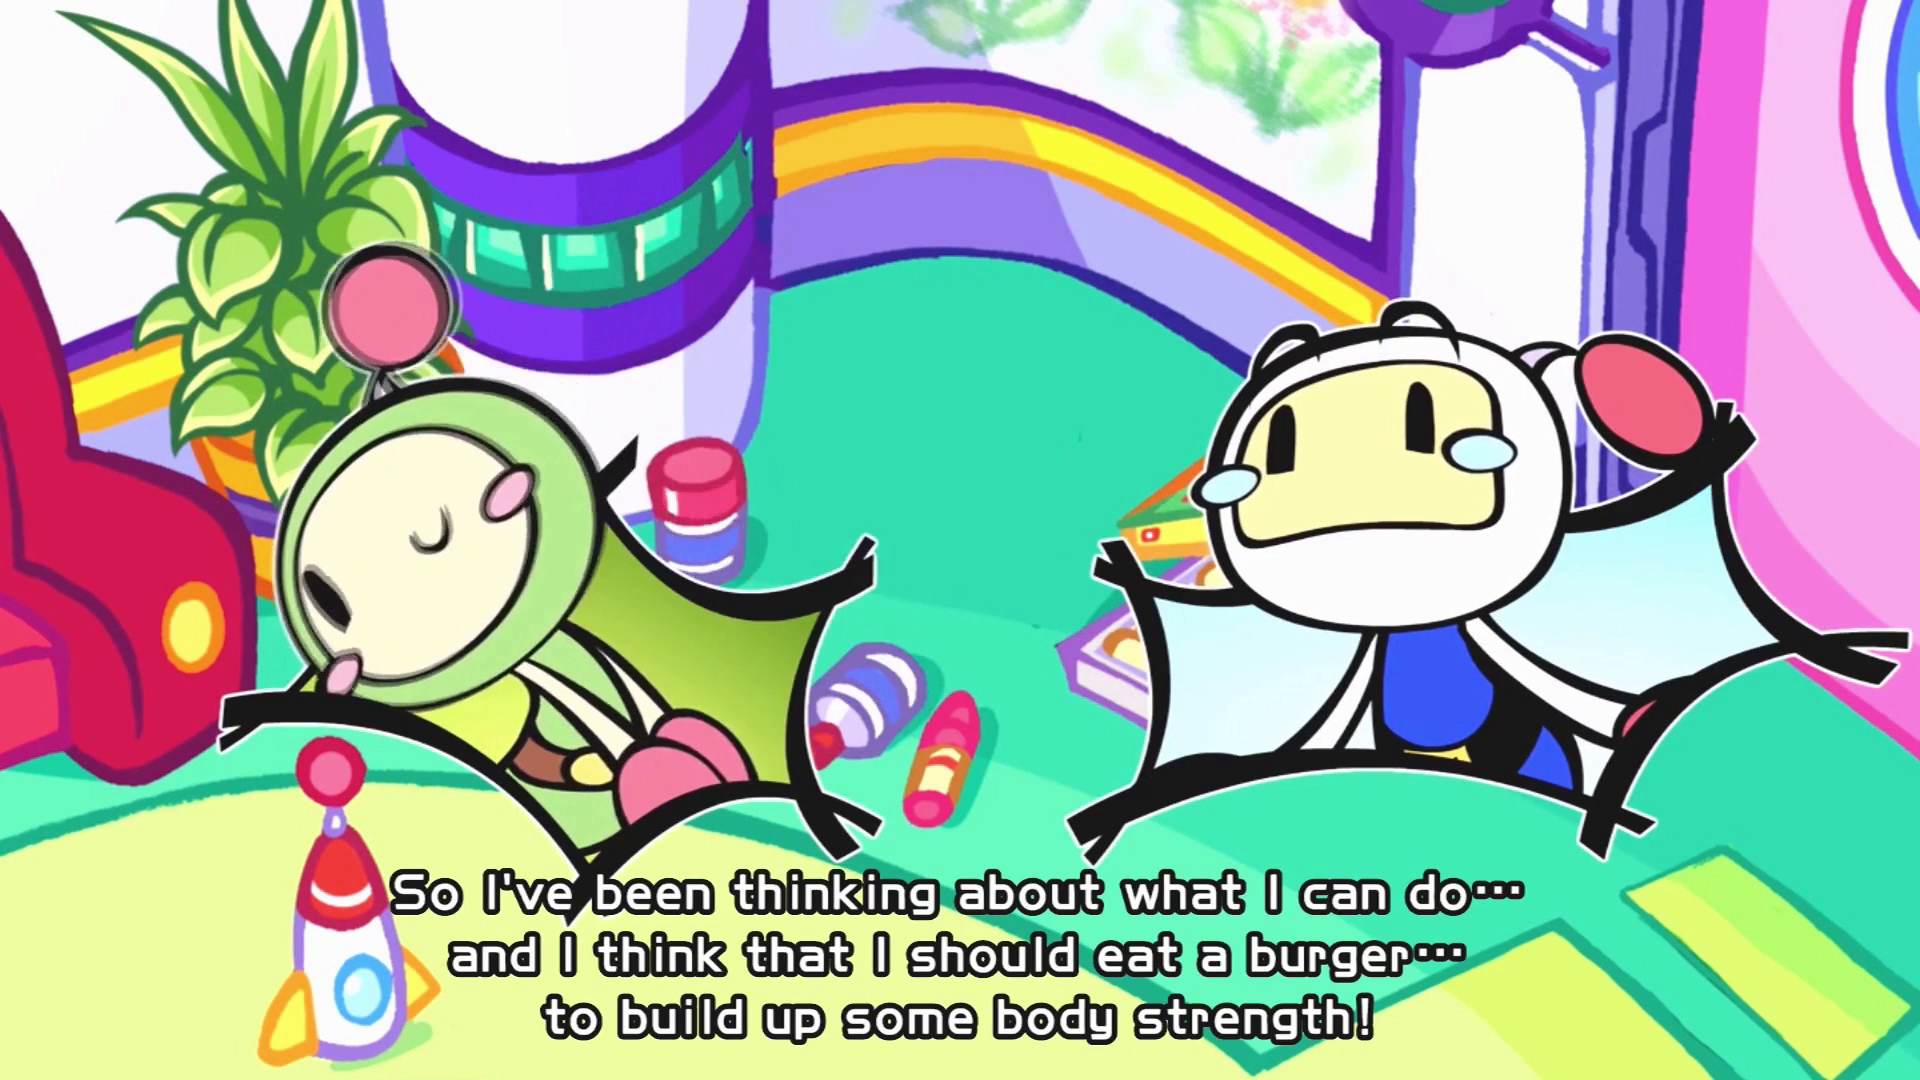 So I've been thinking about what I can do…
and I think that I should eat a burger…
to build up some body strength!